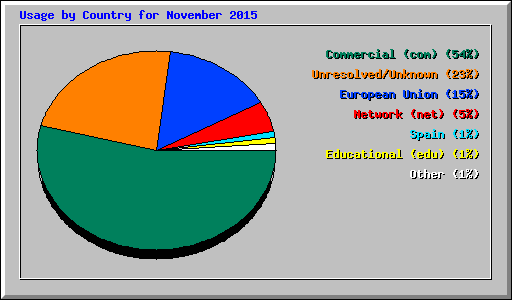 Usage by Country for November 2015
Commercial (com) (54%)
Unresolved/Unknown (23%)
European Union (15%)
Network (net) (5%)
Spain (1%)
Educational (edu) (1%)
Other (1%)